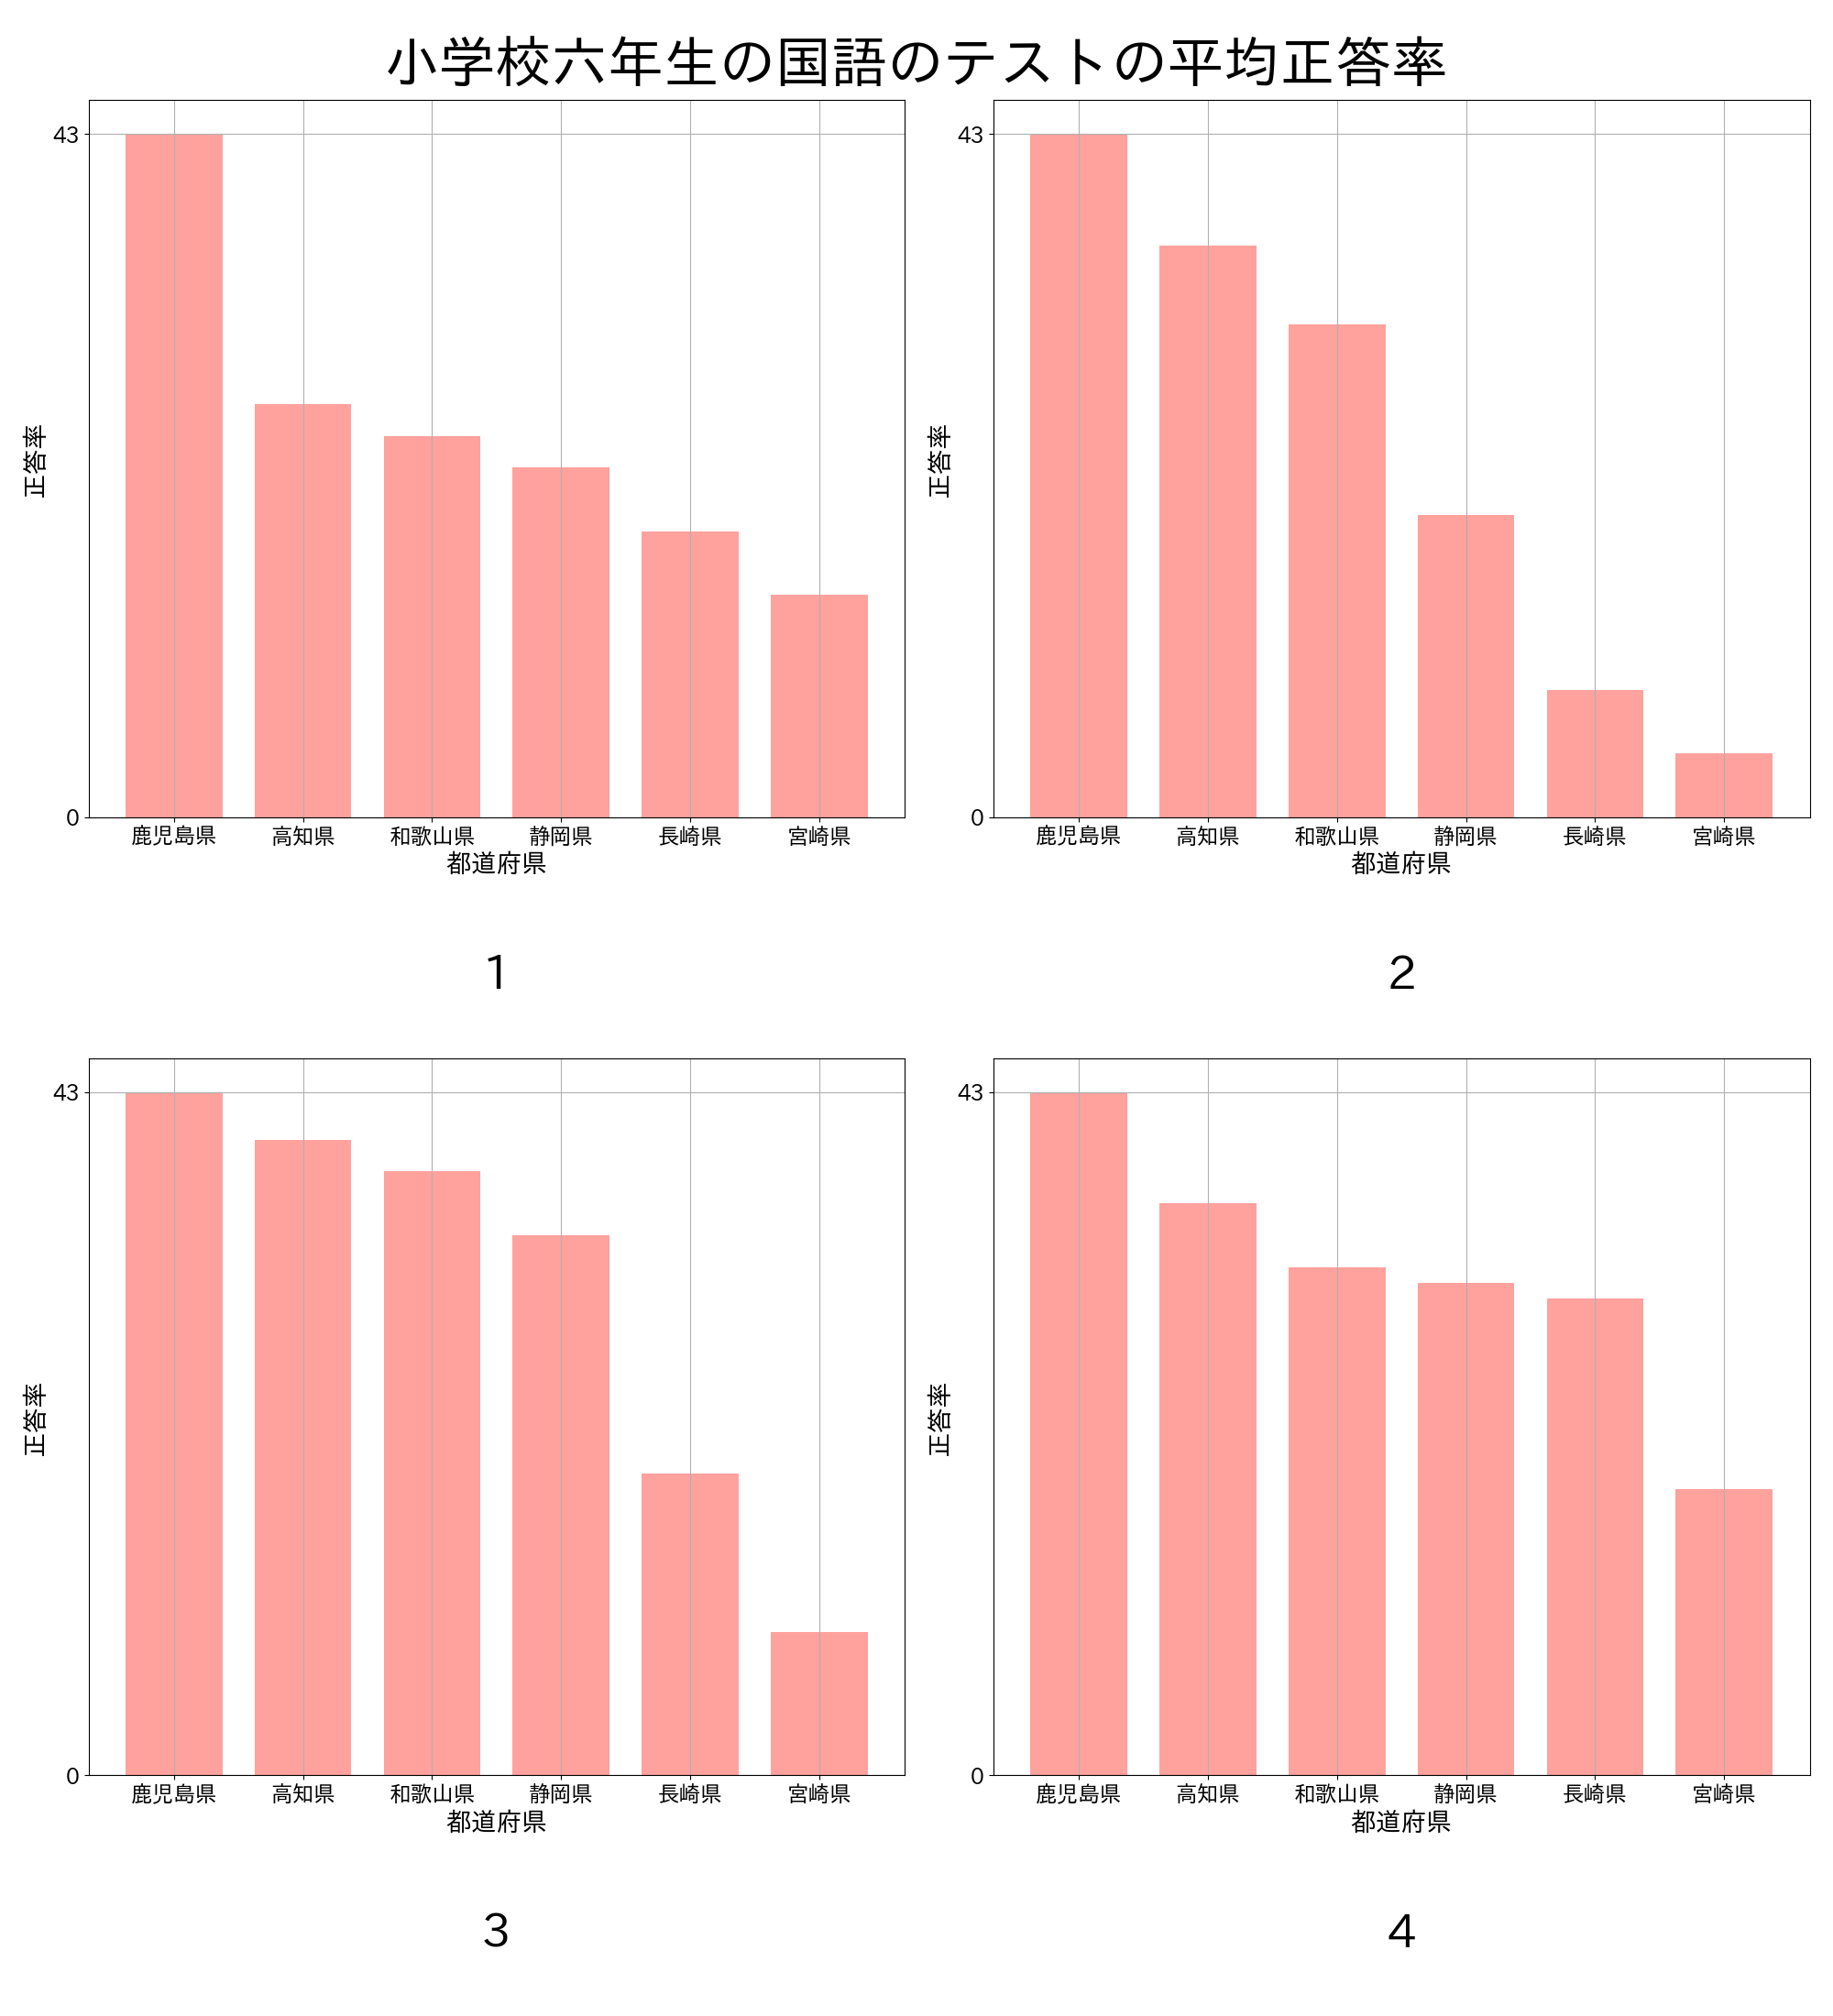 小学校六年生の国語のテストの平均正答率
43
0
正答率
鹿児島県 高知県 和歌山県 静岡県 長崎県 宮崎県
都道府県
1
43
0
正答率
鹿児島県 高知県 和歌山県 静岡県 長崎県 宮崎県
都道府県
2
43
0
正答率
鹿児島県 高知県 和歌山県 静岡県 長崎県 宮崎県
都道府県
3
43
0
正答率
鹿児島県 高知県 和歌山県 静岡県 長崎県 宮崎県
都道府県
4